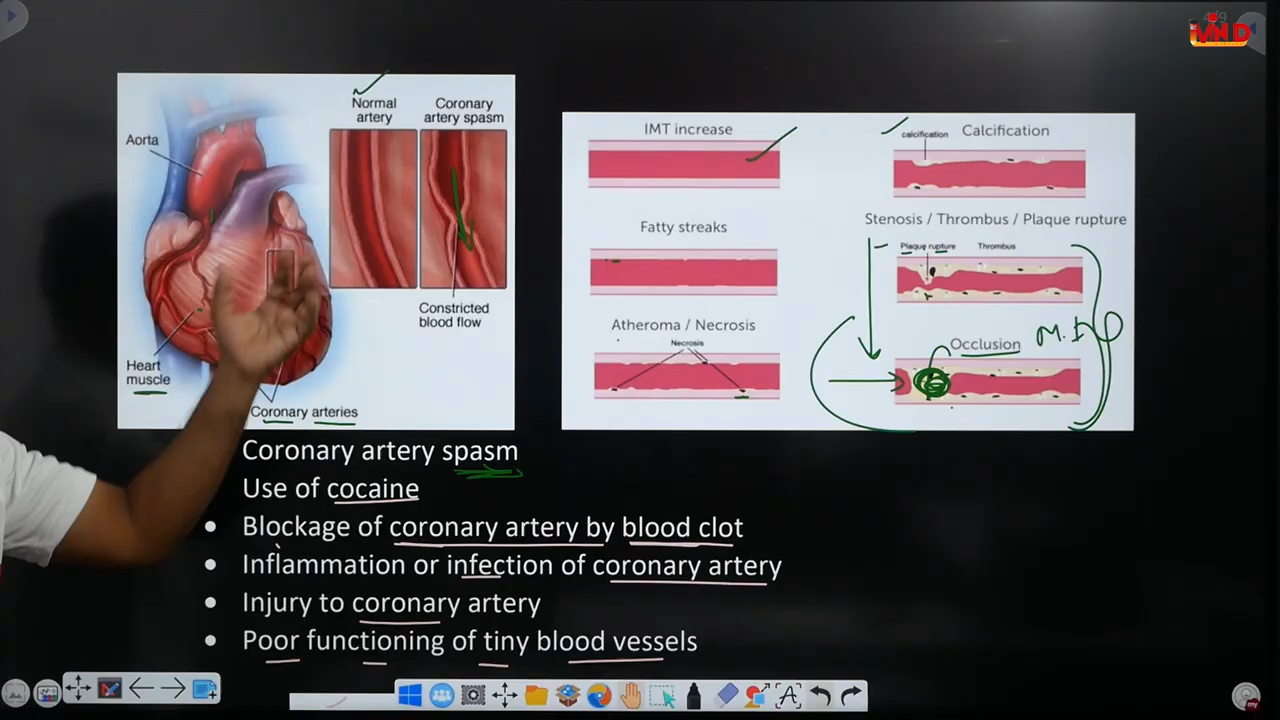 Normal
artery
Coronary
artery spasm
Aorta
Constricted
blood flow
Heart
muscle
Coronary arteries
IMT increase
Fatty streaks
Atheroma / Necrosis
Necrosis
Calcification
calcification
Stenosis / Thrombus / Plaque rupture
Plaque rupture
Thrombus
Occlusion
Coronary artery spasm
Use of cocaine
Blockage of coronary artery by blood clot
Inflammation or infection of coronary artery
Injury to coronary artery
Poor functioning of tiny blood vessels